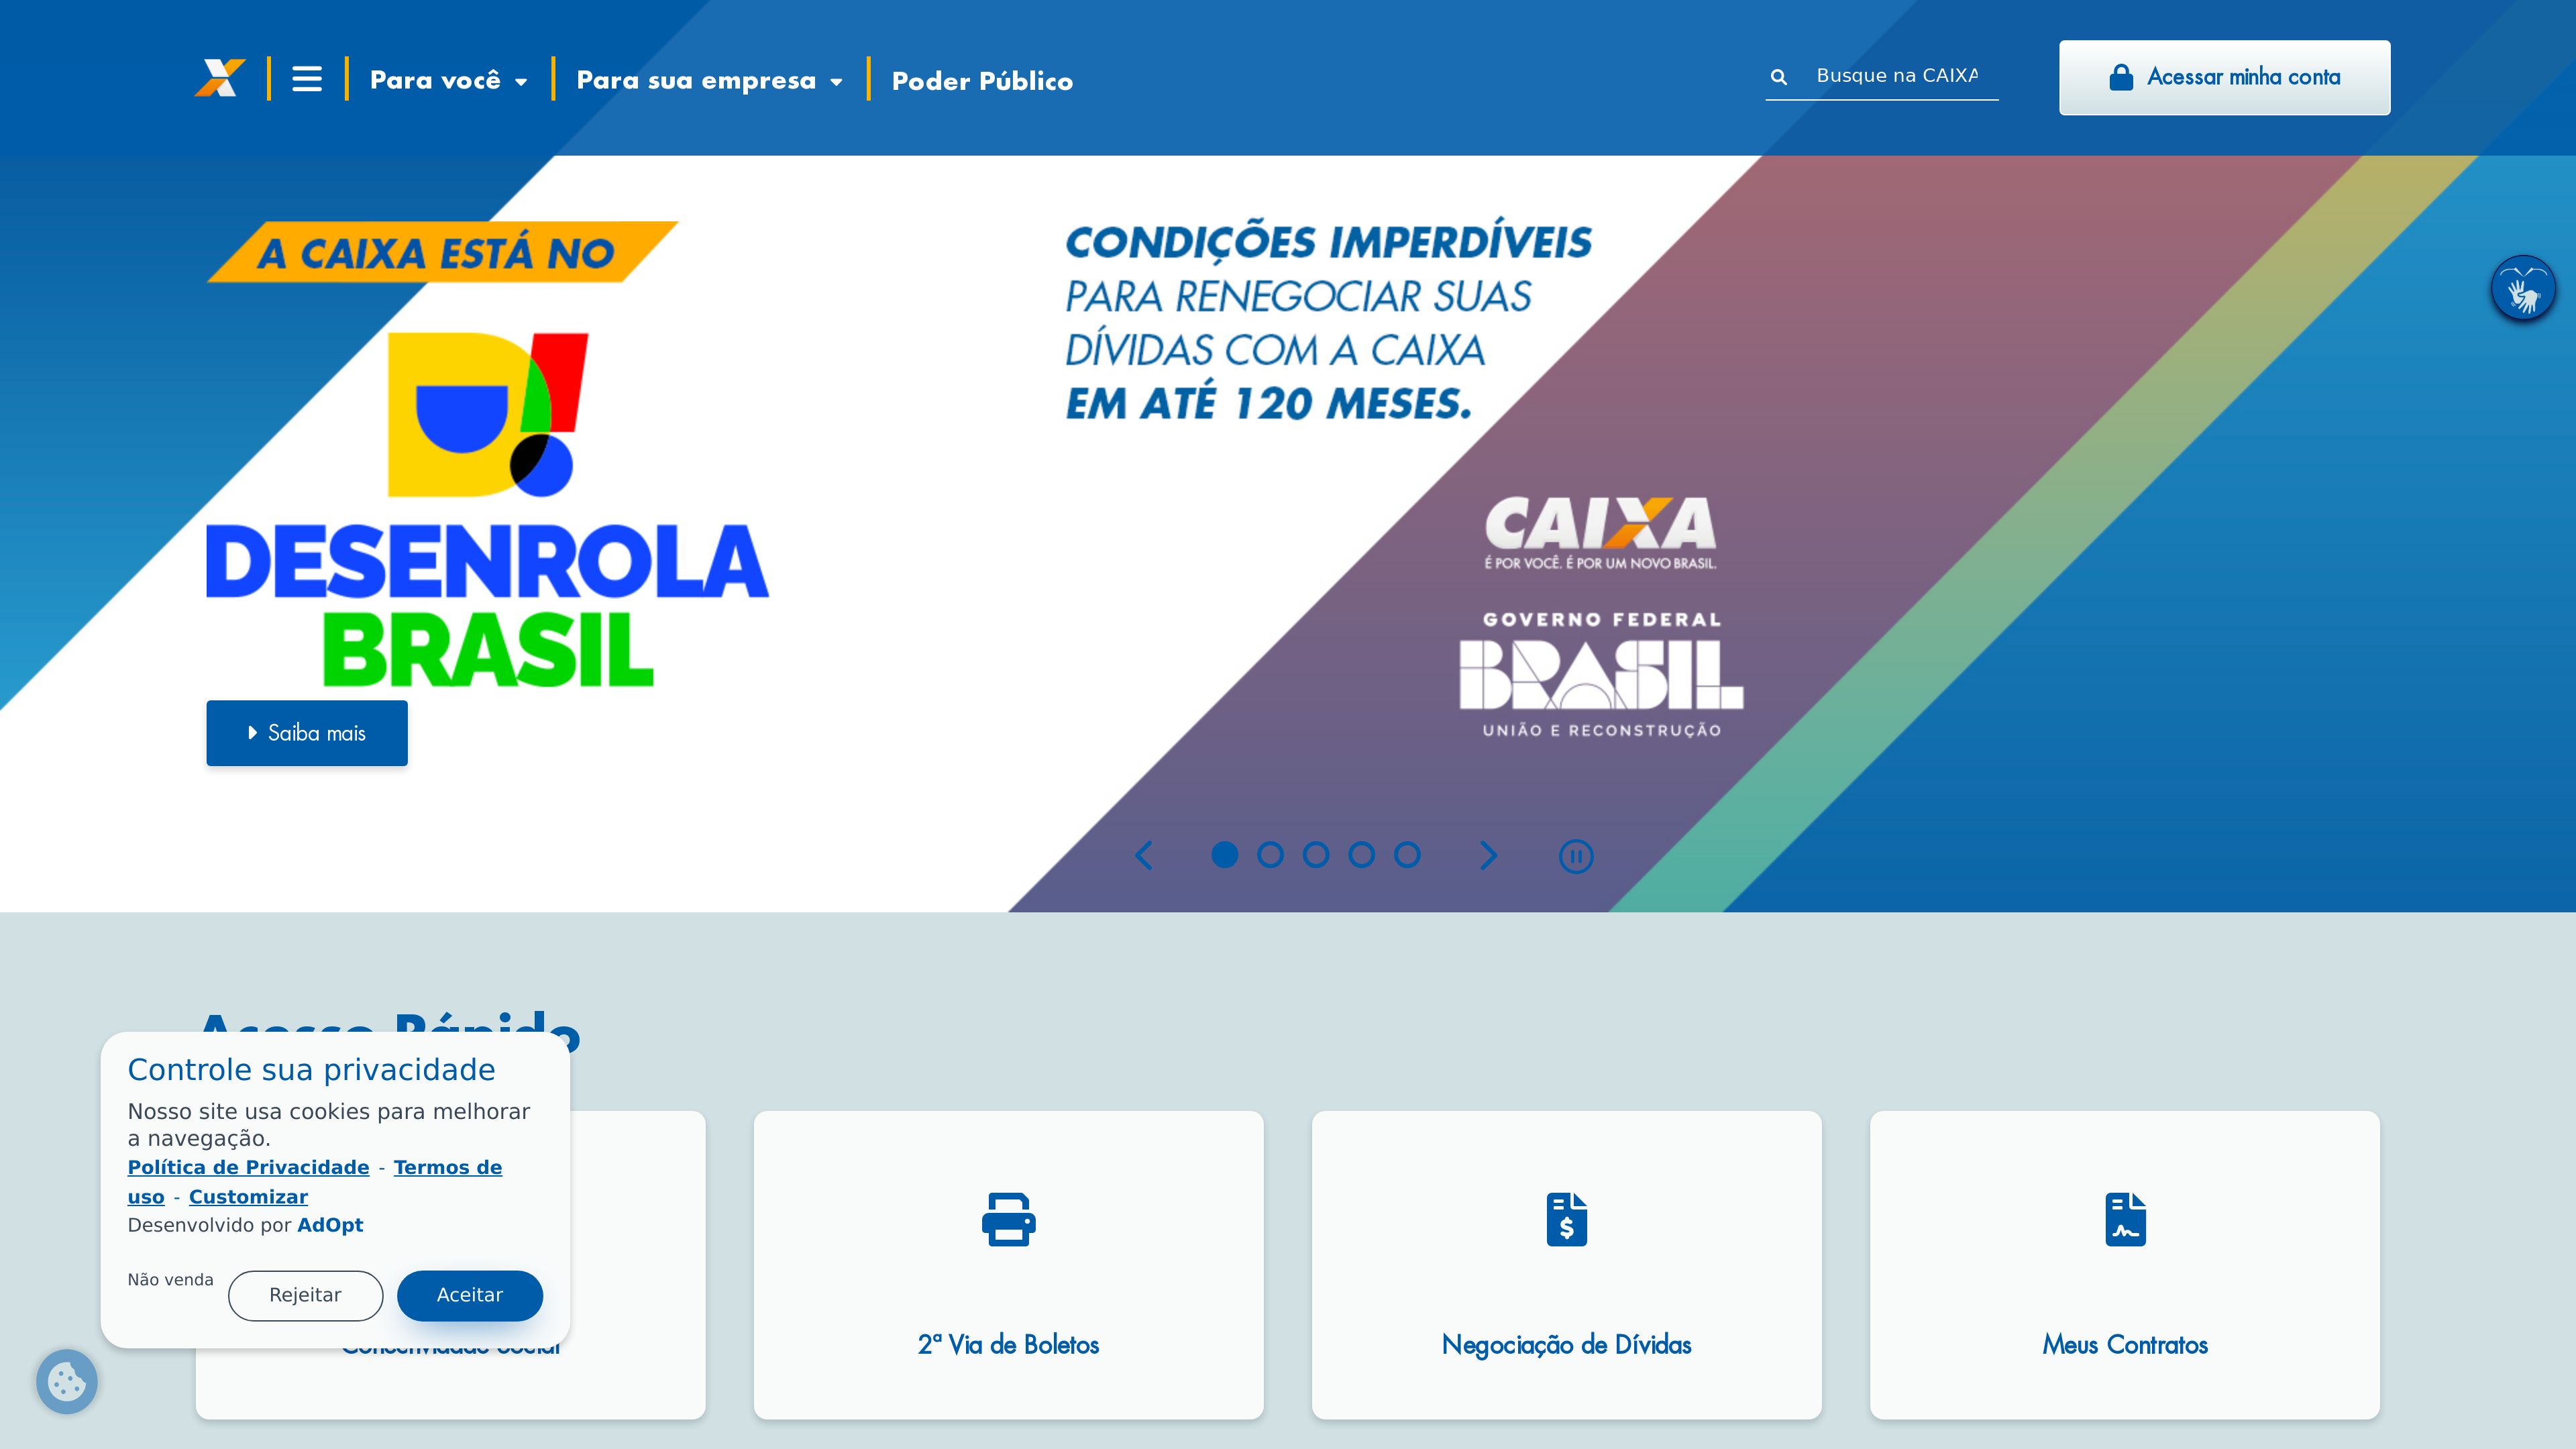 Para você
Para sua empresa
Poder Público
Busque na CAIXA
Acessar minha conta
A CAIXA ESTÁ NO
D!
DESENROLA
BRASIL
Saiba mais
CONDIÇÕES IMPERDÍVEIS
PARA RENEGOCIAR SUAS
DÍVIDAS COM A CAIXA
EM ATÉ 120 MESES.
CAIXA
É POR VOCÊ. É POR UM NOVO BRASIL.
GOVERNO FEDERAL
BRASIL
UNIÃO E RECONSTRUÇÃO
Acesso Rápido
Controle sua privacidade
Nosso site usa cookies para melhorar
a navegação.
Política de Privacidade - Termos de
uso - Customizar
Desenvolvido por AdOpt
Não venda
Rejeitar
Aceitar
2ª Via de Boletos
Negociação de Dívidas
Meus Contratos